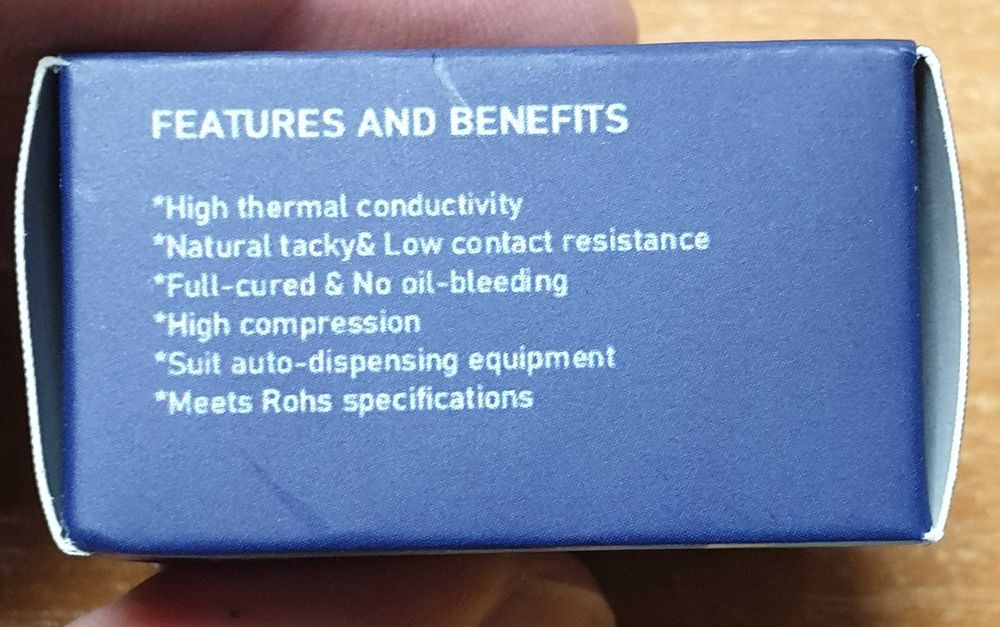 FEATURES AND BENEFITS
*High thermal conductivity
*Natural tacky& Low contact resistance
*Full-cured & No oil-bleeding
*High compression
*Suit auto-dispensing equipment
*Meets Rohs specifications